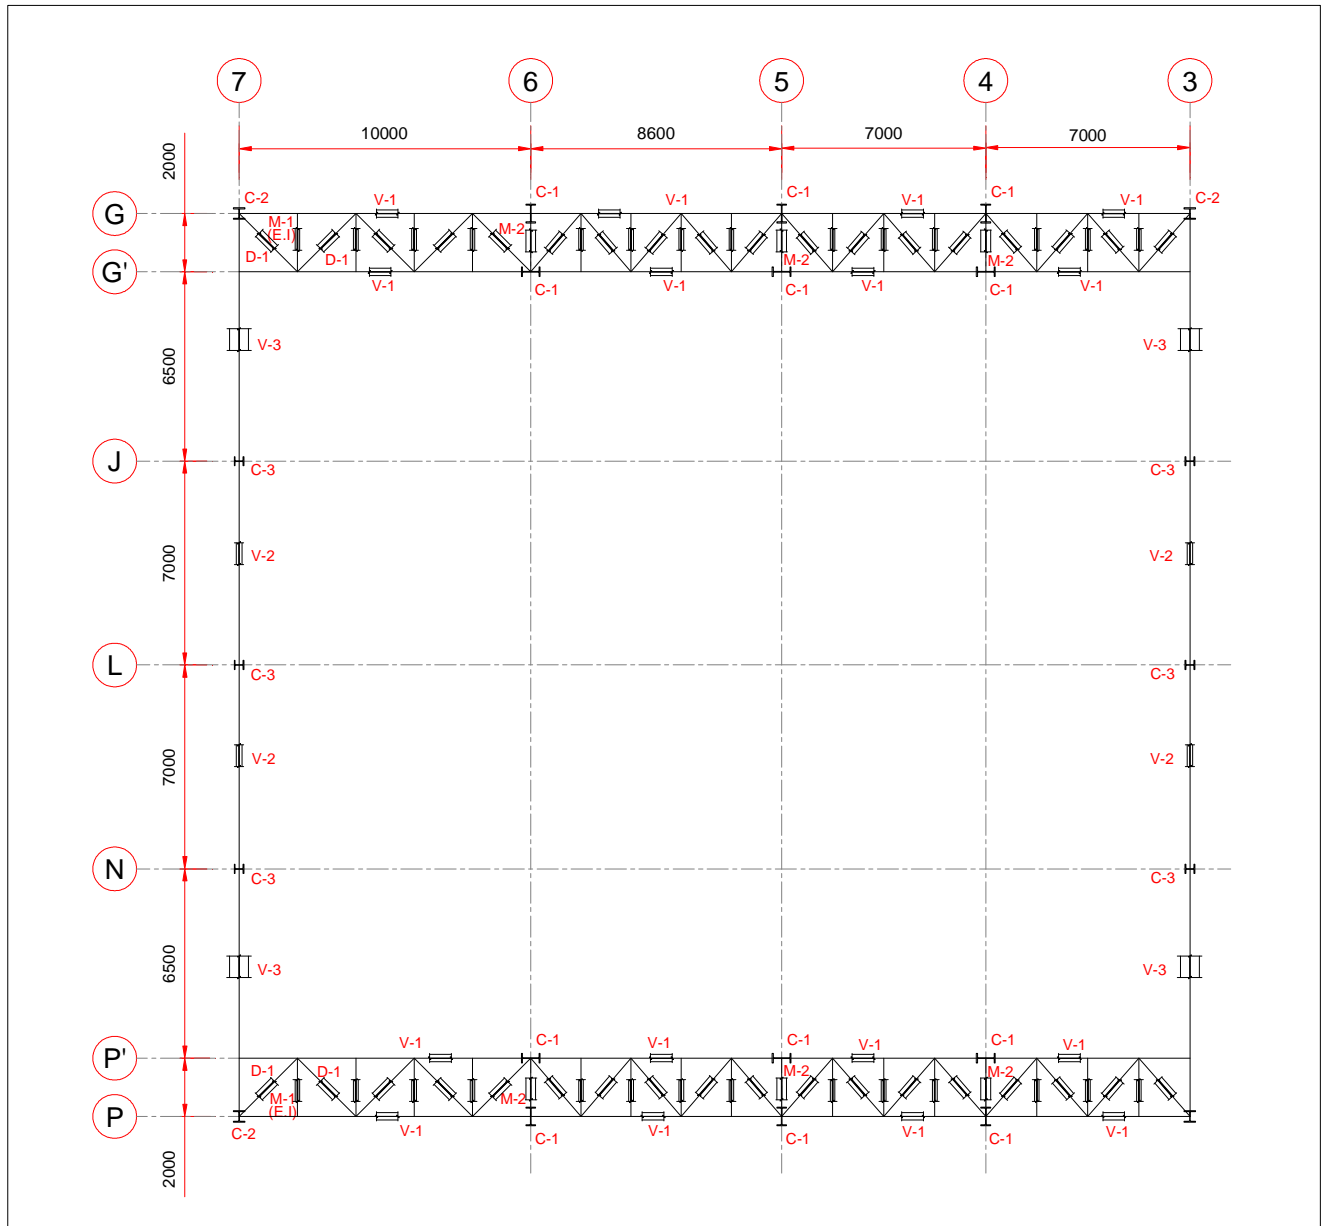 7 6 5 4 3
10000 8600 7000 7000
2000
C-2 V-1 C-1 V-1 C-1 V-1 C-1 V-1 C-2
G
M-1
(E.I)
M-2
D-1 D-1 M-2 M-2
G'
V-1 C-1 V-1 C-1 V-1 C-1 V-1
V-3 V-3
6500
J
C-3 C-3
7000
V-2 V-2
L
C-3 C-3
7000
V-2 V-2
N
C-3 C-3
6500
V-3 V-3
P'
V-1 C-1 V-1 C-1 V-1 C-1 V-1
D-1 D-1 M-2 M-2
M-1
(E.I)
M-2
P
C-2 V-1 C-1 V-1 C-1 V-1 C-1 V-1
2000